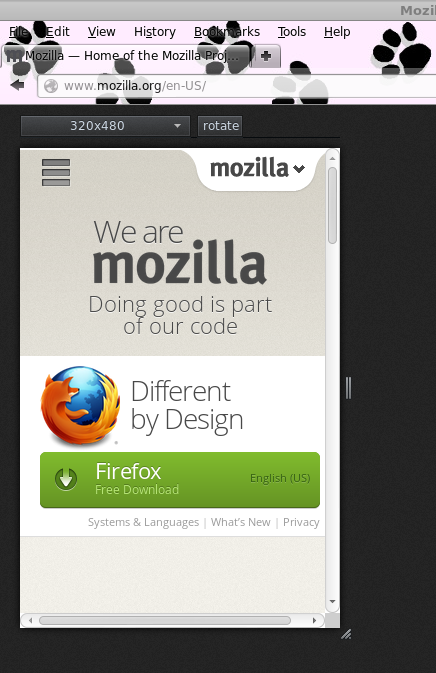 Mozil
File Edit View History Bookmarks Tools Help
Mozilla — Home of the Mozilla Proj...
www.mozilla.org/en-US/
320x480 rotate
mozilla
We are
mozilla
Doing good is part
of our code
Different
by Design
Firefox
Free Download
English (US)
Systems & Languages | What's New | Privacy